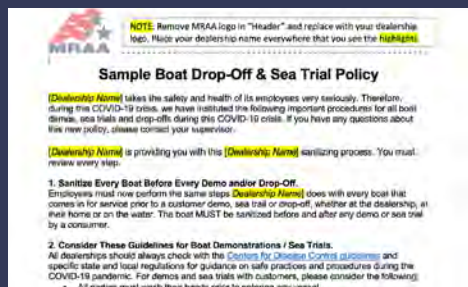 NOTE: Remove MRAA logo in "Header" and replace with your dealership
logo. Place your dealership name everywhere that you see the highlight.
MRAA
Sample Boat Drop-Off & Sea Trial Policy
[Dealership Name] takes the safety and health of its employees very seriously. Therefore,
during this COVID-19 crisis, we have instituted the following important procedures for all boat
demos, sea trials and drop-offs during this COVID-19 crisis. If you have any questions about
this new policy, please contact your supervisor.
[Dealership Name] is providing you with this [Dealership Name] sanitizing process. You must
review every step.
1. Sanitize Every Boat Before Every Demo and/or Drop-Off.
Employees must now perform the same steps [Dealership Name] does with every boat that
comes in for service prior to a customer demo, sea trail or drop-off, whether at the dealership, at
their home or on the water. The boat MUST be sanitized before and after any demo or sea trial
by a consumer.
2. Consider These Guidelines for Boat Demonstrations / Sea Trials.
All dealerships should always check with the Centers for Disease Control guidelines and
specific state and local regulations for guidance on safe practices and procedures during the
COVID-19 pandemic. For demos and sea trials with customers, please consider the following: